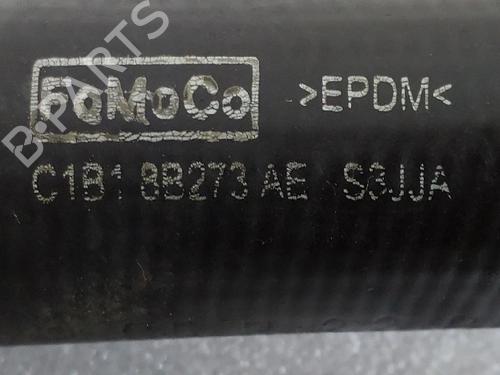 FoMoCo >EPDM<
C1B1 8B273 AE S3JJA
B-PARTS